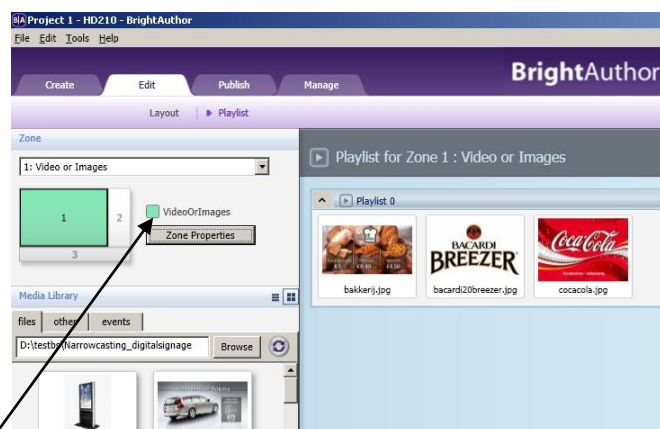 Project 1 - HD210 - BrightAuthor
File Edit Tools Help
BrightAuthor
Create Edit Publish Manage
Layout Playlist
Zone
1: Video or Images
1
2
3
VideoOrImages
Zone Properties
Media Library
files other events
D:\testbs\Narrowcasting_digitalsignage Browse
Playlist for Zone 1 : Video or Images
Playlist 0
BACARDI
BREEZER
Coca-Cola
bakkerij.jpg bacardi20breezer.jpg cocacola.jpg